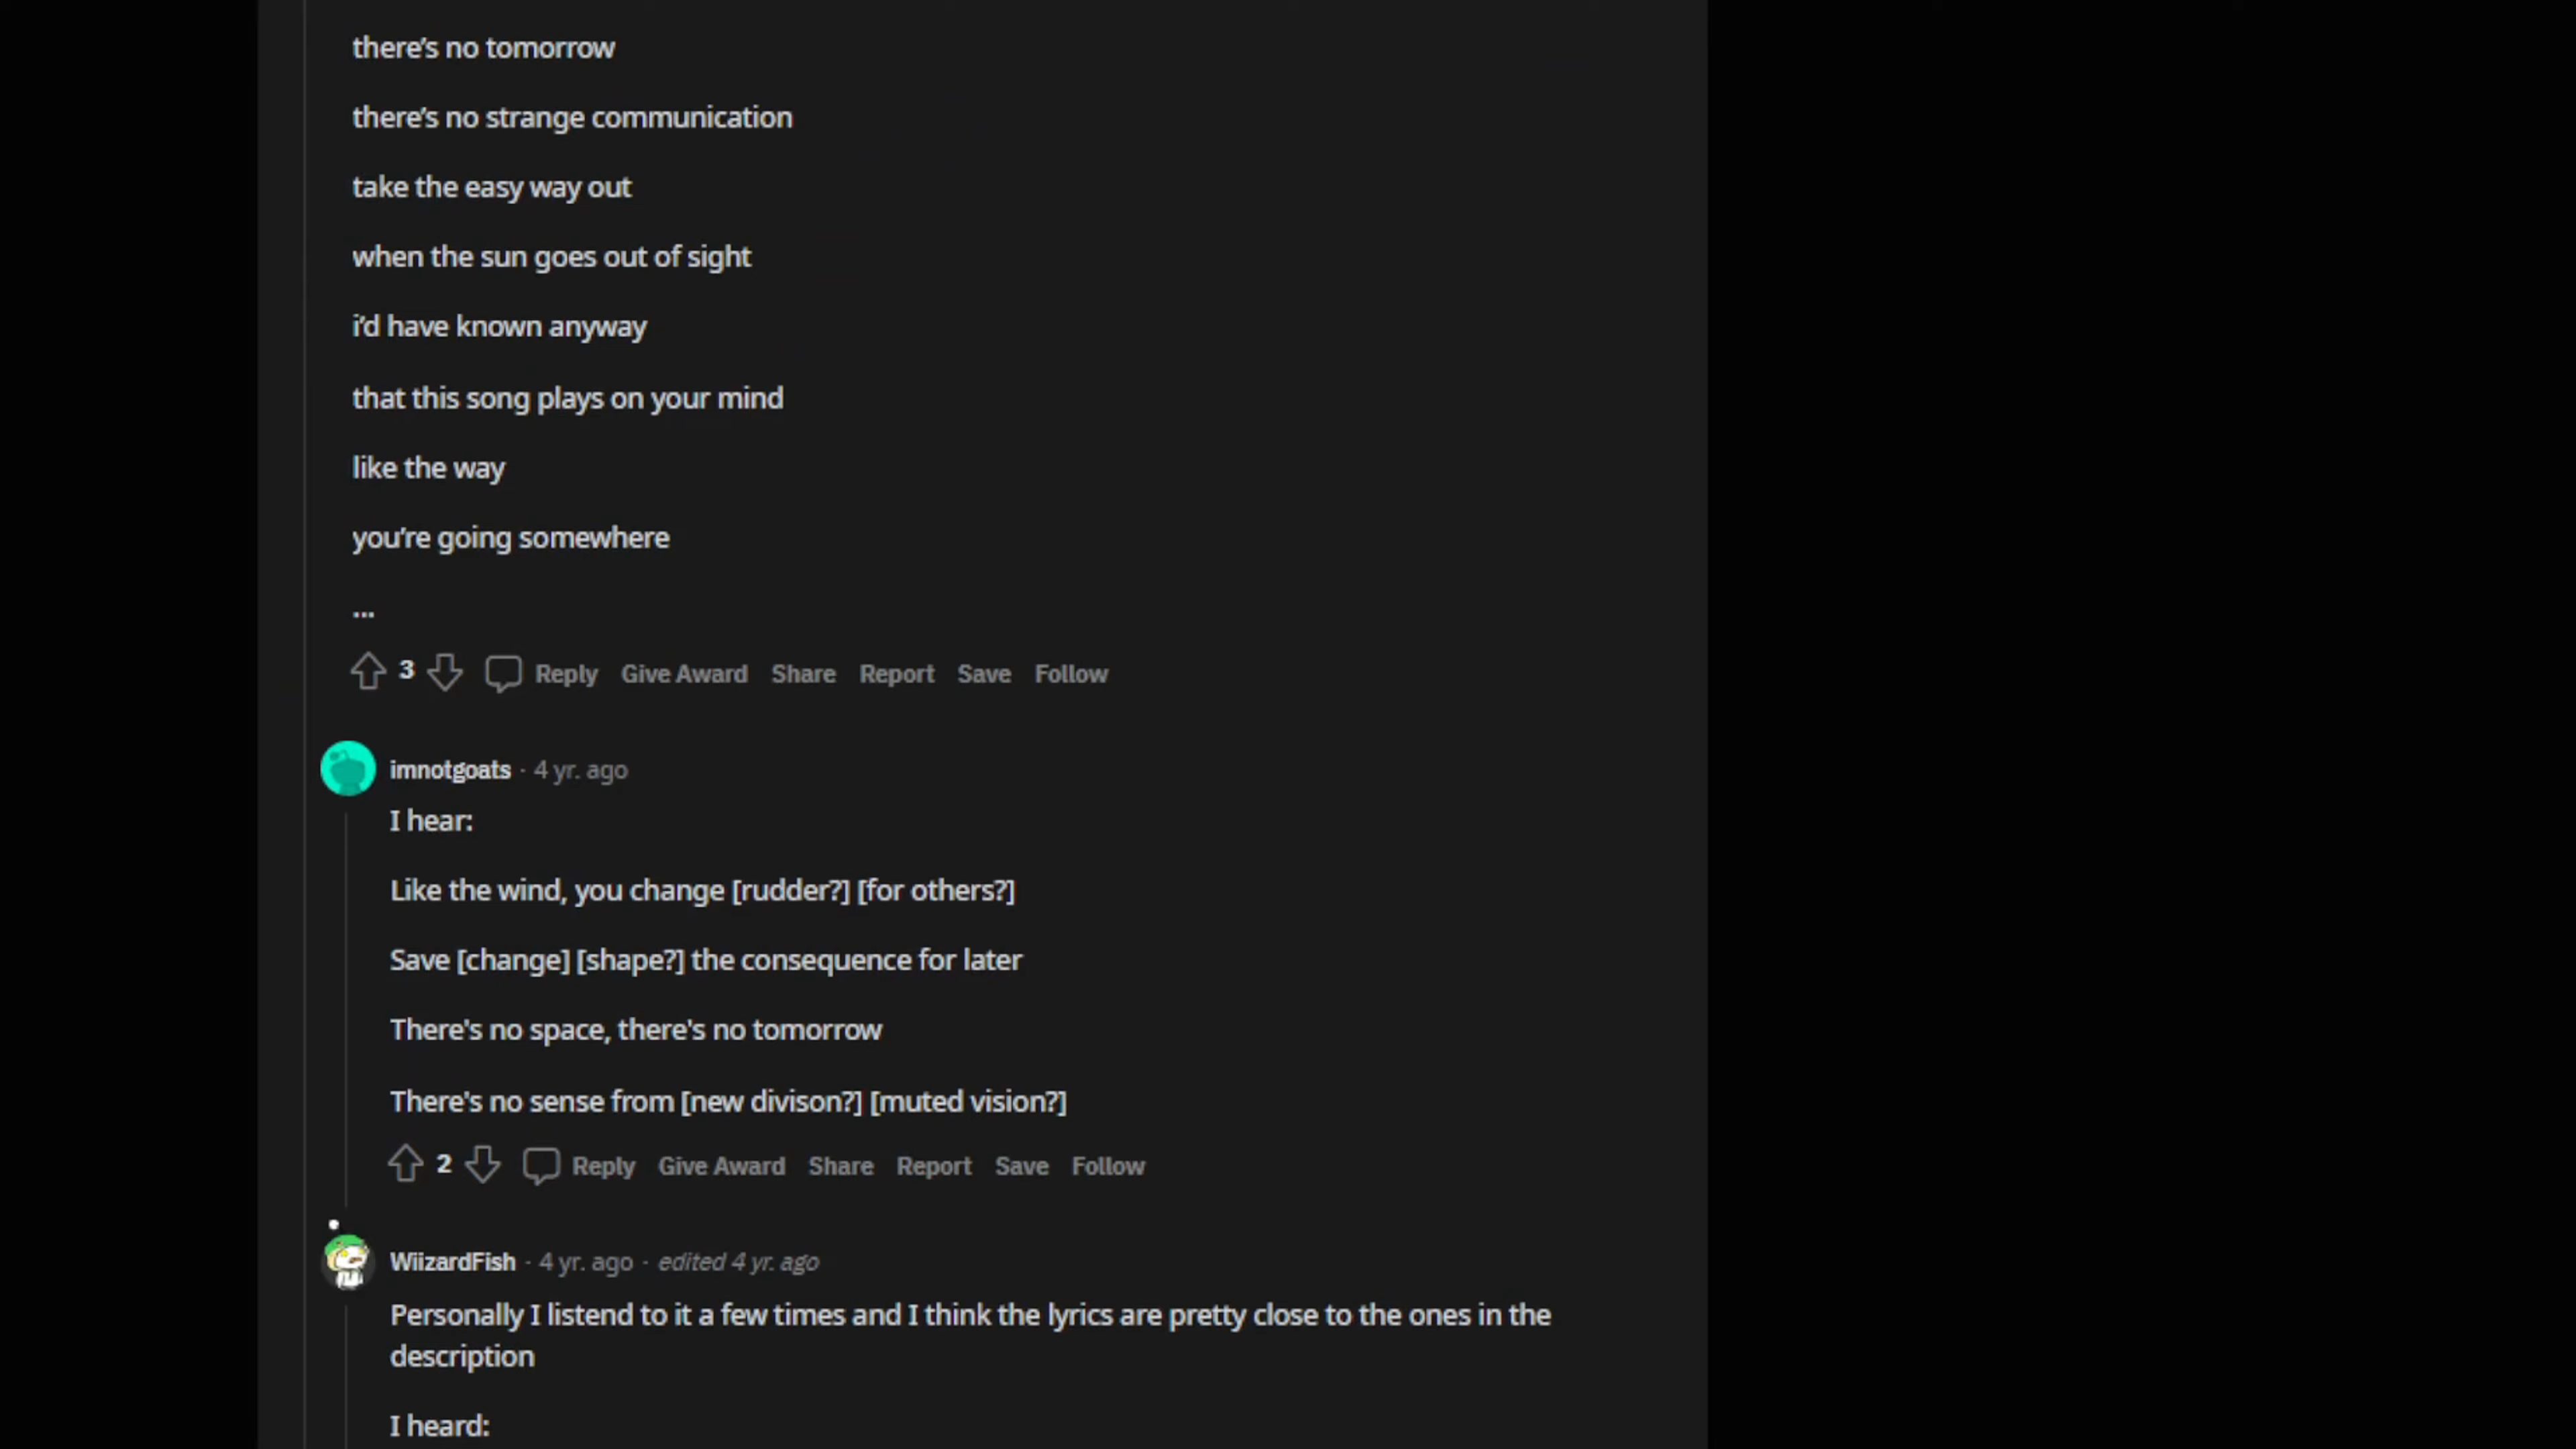 there's no tomorrow
there's no strange communication
take the easy way out
when the sun goes out of sight
i'd have known anyway
that this song plays on your mind
like the way
you're going somewhere
...
3 Reply Give Award Share Report Save Follow
imnotgoats · 4 yr. ago
I hear:
Like the wind, you change [rudder?] [for others?]
Save [change] [shape?] the consequence for later
There's no space, there's no tomorrow
There's no sense from [new divison?] [muted vision?]
2 Reply Give Award Share Report Save Follow
WiizardFish · 4 yr. ago · edited 4 yr. ago
Personally I listend to it a few times and I think the lyrics are pretty close to the ones in the
description
I heard: